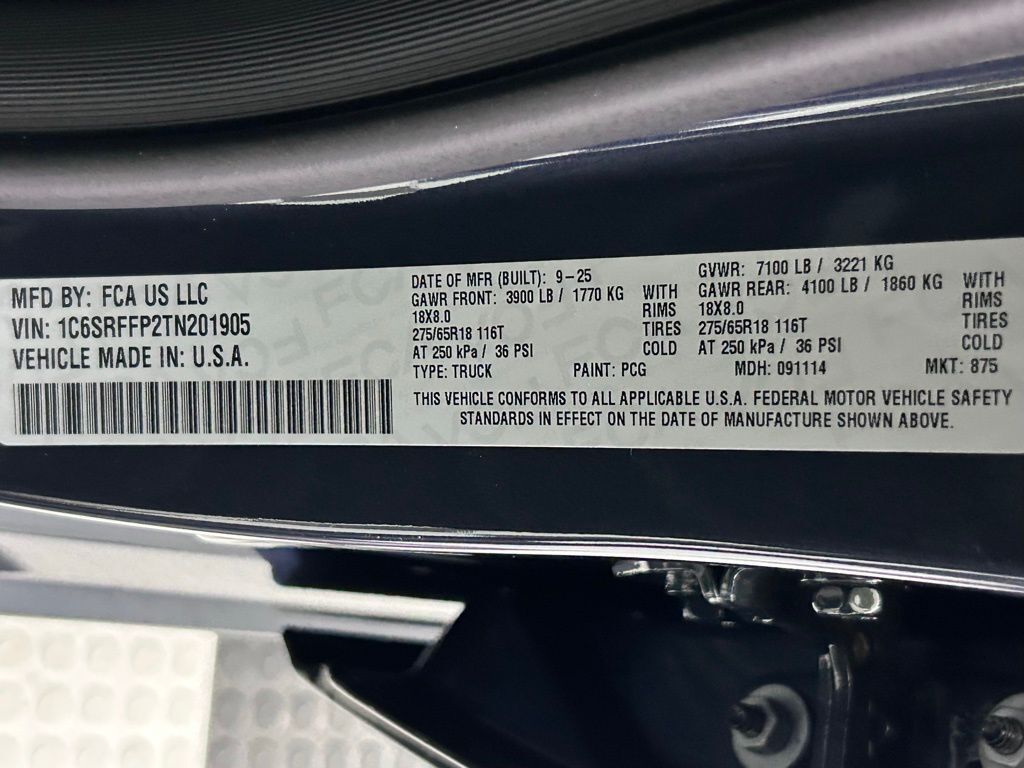 MFD BY: FCA US LLC
VIN: 1C6SRFFP2TN201905
VEHICLE MADE IN: U.S.A.
DATE OF MFR (BUILT): 9-25
GAWR FRONT: 3900 LB / 1770 KG WITH
18X8.0 RIMS
275/65R18 116T TIRES
AT 250 kPa / 36 PSI COLD
GVWR: 7100 LB / 3221 KG
GAWR REAR: 4100 LB / 1860 KG WITH
18X8.0 RIMS
275/65R18 116T TIRES
AT 250 kPa / 36 PSI COLD
TYPE: TRUCK PAINT: PCG MDH: 091114 MKT: 875
THIS VEHICLE CONFORMS TO ALL APPLICABLE U.S.A. FEDERAL MOTOR VEHICLE SAFETY
STANDARDS IN EFFECT ON THE DATE OF MANUFACTURE SHOWN ABOVE.